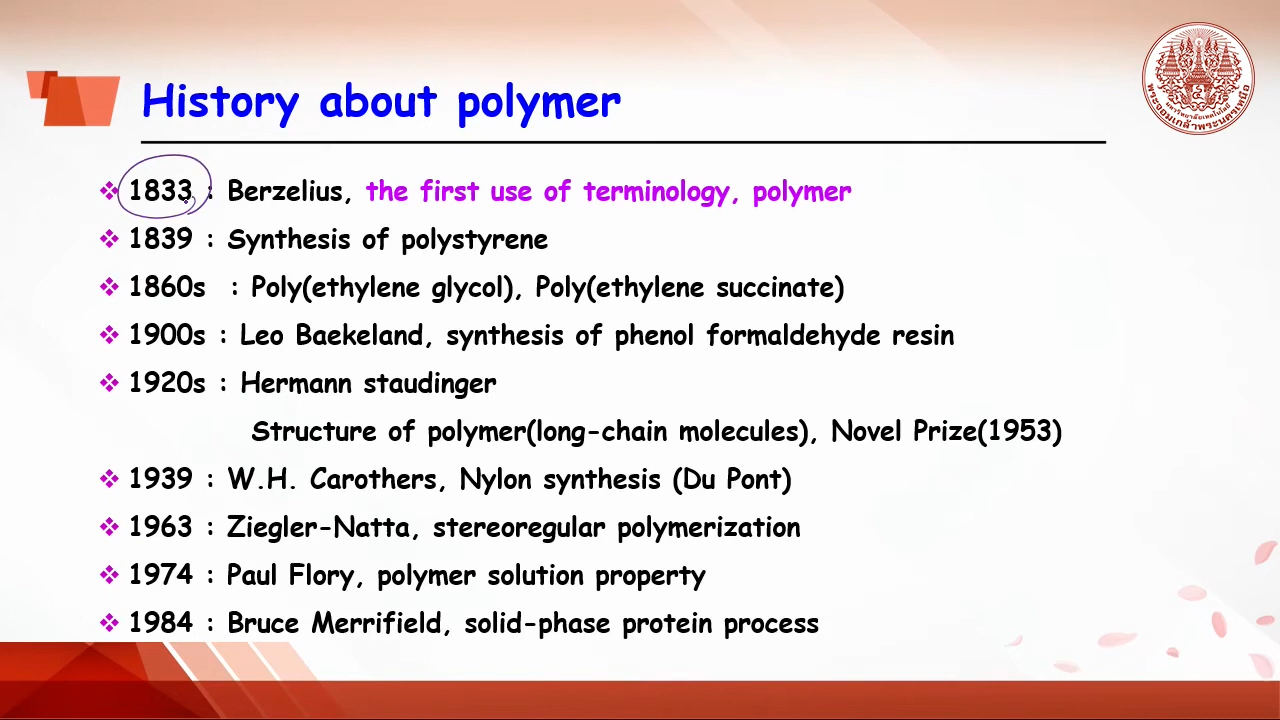 History about polymer
1833 : Berzelius, the first use of terminology, polymer
1839 : Synthesis of polystyrene
1860s : Poly(ethylene glycol), Poly(ethylene succinate)
1900s : Leo Baekeland, synthesis of phenol formaldehyde resin
1920s : Hermann staudinger
Structure of polymer(long-chain molecules), Novel Prize(1953)
1939 : W.H. Carothers, Nylon synthesis (Du Pont)
1963 : Ziegler-Natta, stereoregular polymerization
1974 : Paul Flory, polymer solution property
1984 : Bruce Merrifield, solid-phase protein process